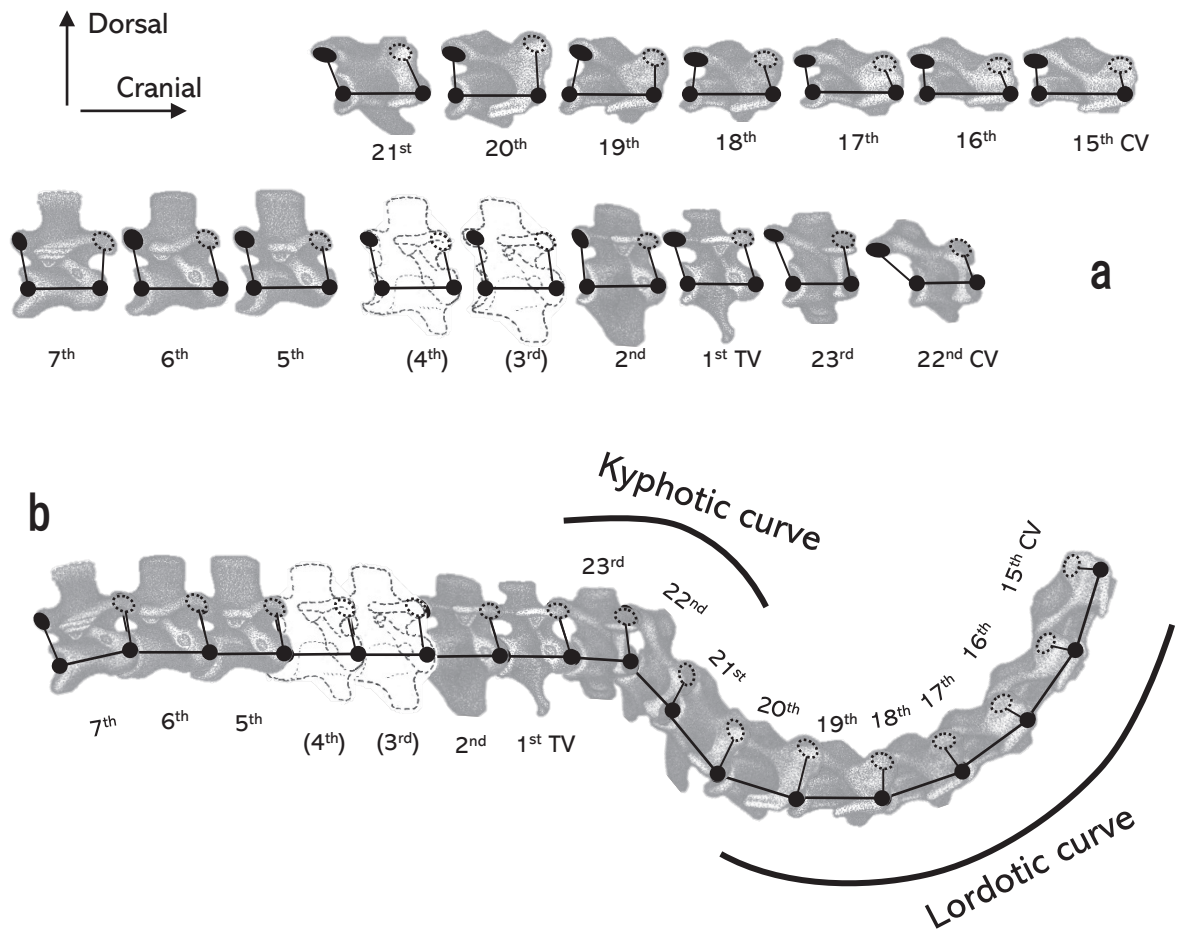 Dorsal
Cranial
21st 20th 19th 18th 17th 16th 15th CV
a
7th 6th 5th (4th) (3rd) 2nd 1st TV 23rd 22nd CV
b
Kyphotic curve
23rd
22nd
21st
20th
19th
18th
17th
16th
15th CV
7th 6th 5th (4th) (3rd) 2nd 1st TV
Lordotic curve